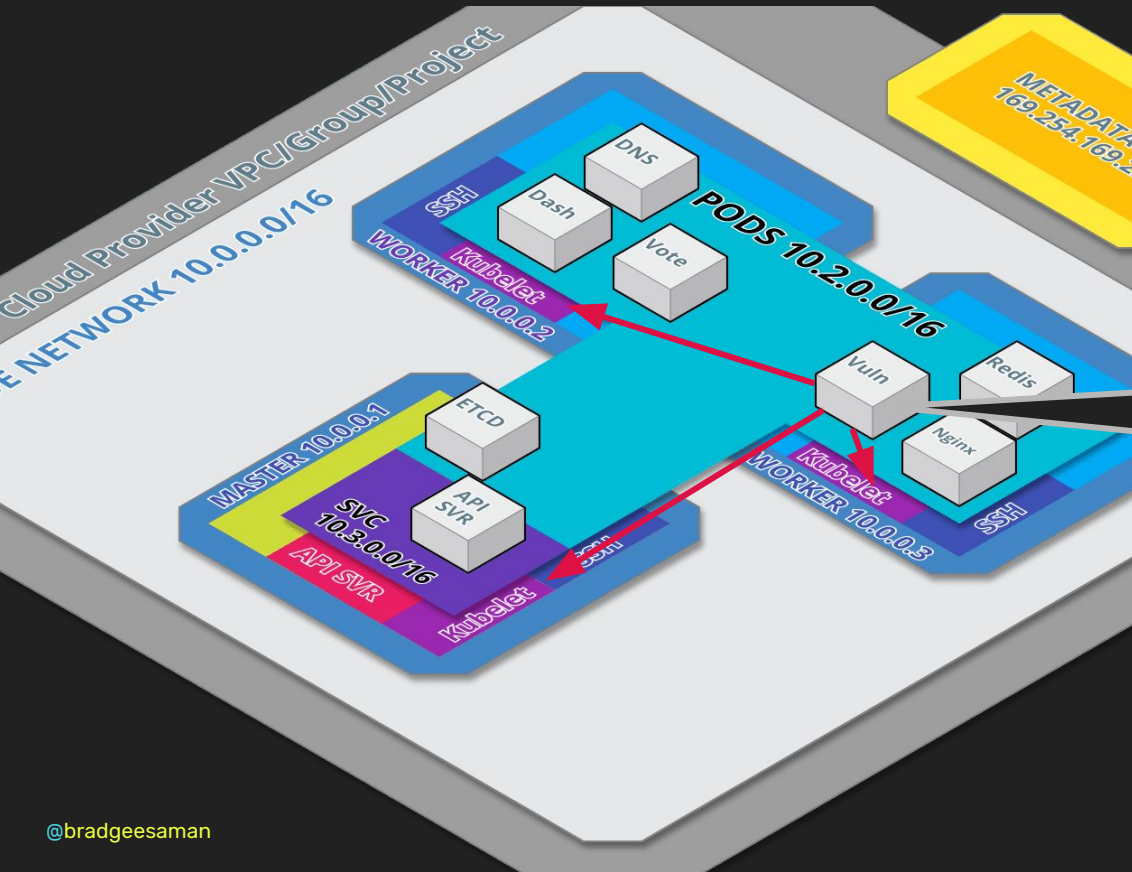 Cloud Provider VPC/Group/Project
NETWORK 10.0.0.0/16
METADATA
169.254.169.2
DNS
Dash
Vote
SSH
Kubelet
WORKER 10.0.0.2
PODS 10.2.0.0/16
Vuln
Redis
Nginx
Kubelet
WORKER 10.0.0.3
SSH
ETCD
MASTER 10.0.0.1
API
SVR
SVC
10.3.0.0/16
API SVR
Kubelet
SSH
@bradgeesaman